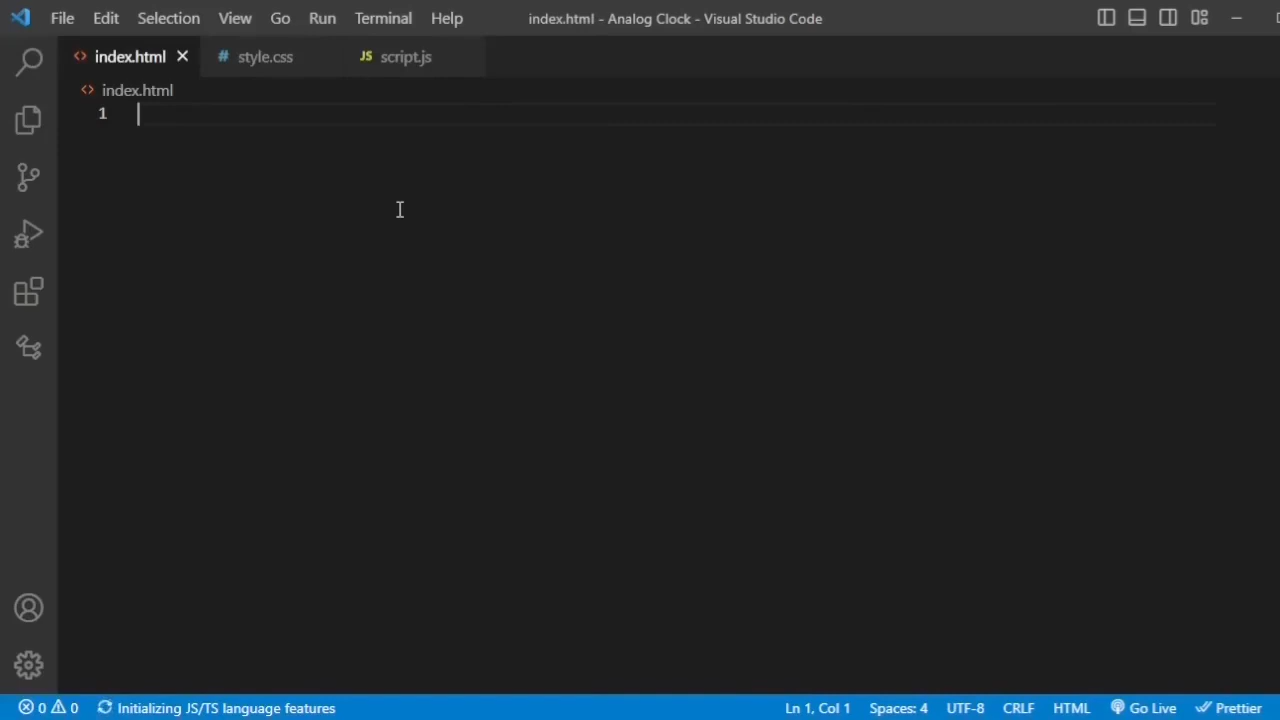 File Edit Selection View Go Run Terminal Help index.html - Analog Clock - Visual Studio Code
<> index.html # style.css JS script.js
<> index.html
1
0 0 Initializing JS/TS language features Ln 1, Col 1 Spaces: 4 UTF-8 CRLF HTML Go Live Prettier